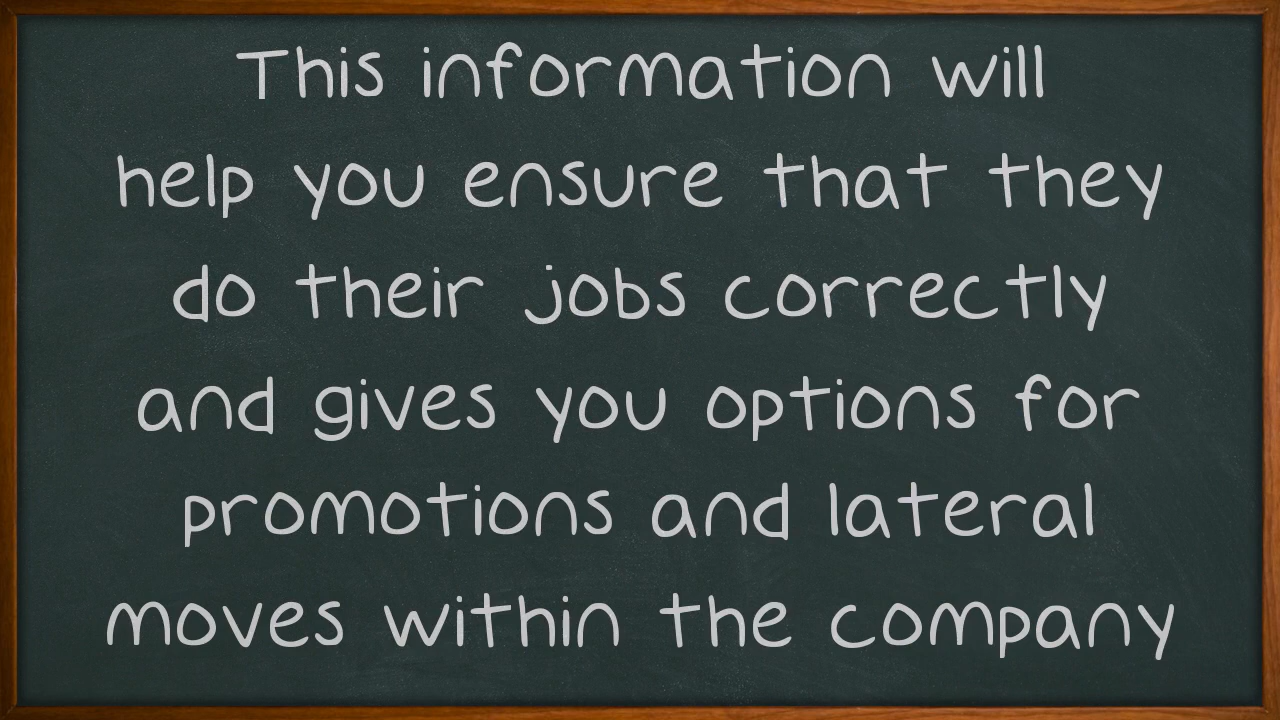 This information will
help you ensure that they
do their jobs correctly
and gives you options for
promotions and lateral
moves within the company